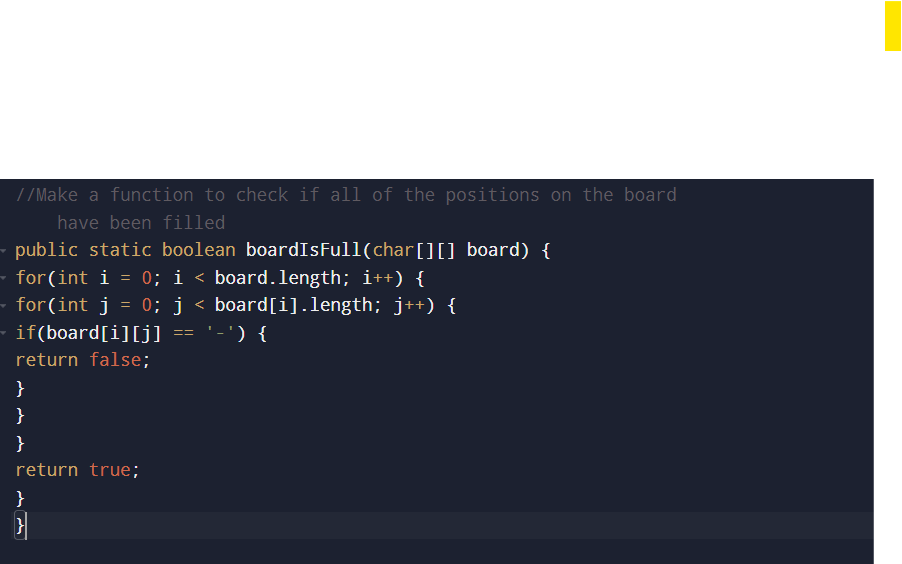 //Make a function to check if all of the positions on the board
have been filled
public static boolean boardIsFull(char[][] board) {
for(int i = 0; i < board.length; i++) {
for(int j = 0; j < board[i].length; j++) {
if(board[i][j] == '-') {
return false;
}
}
}
return true;
}
}